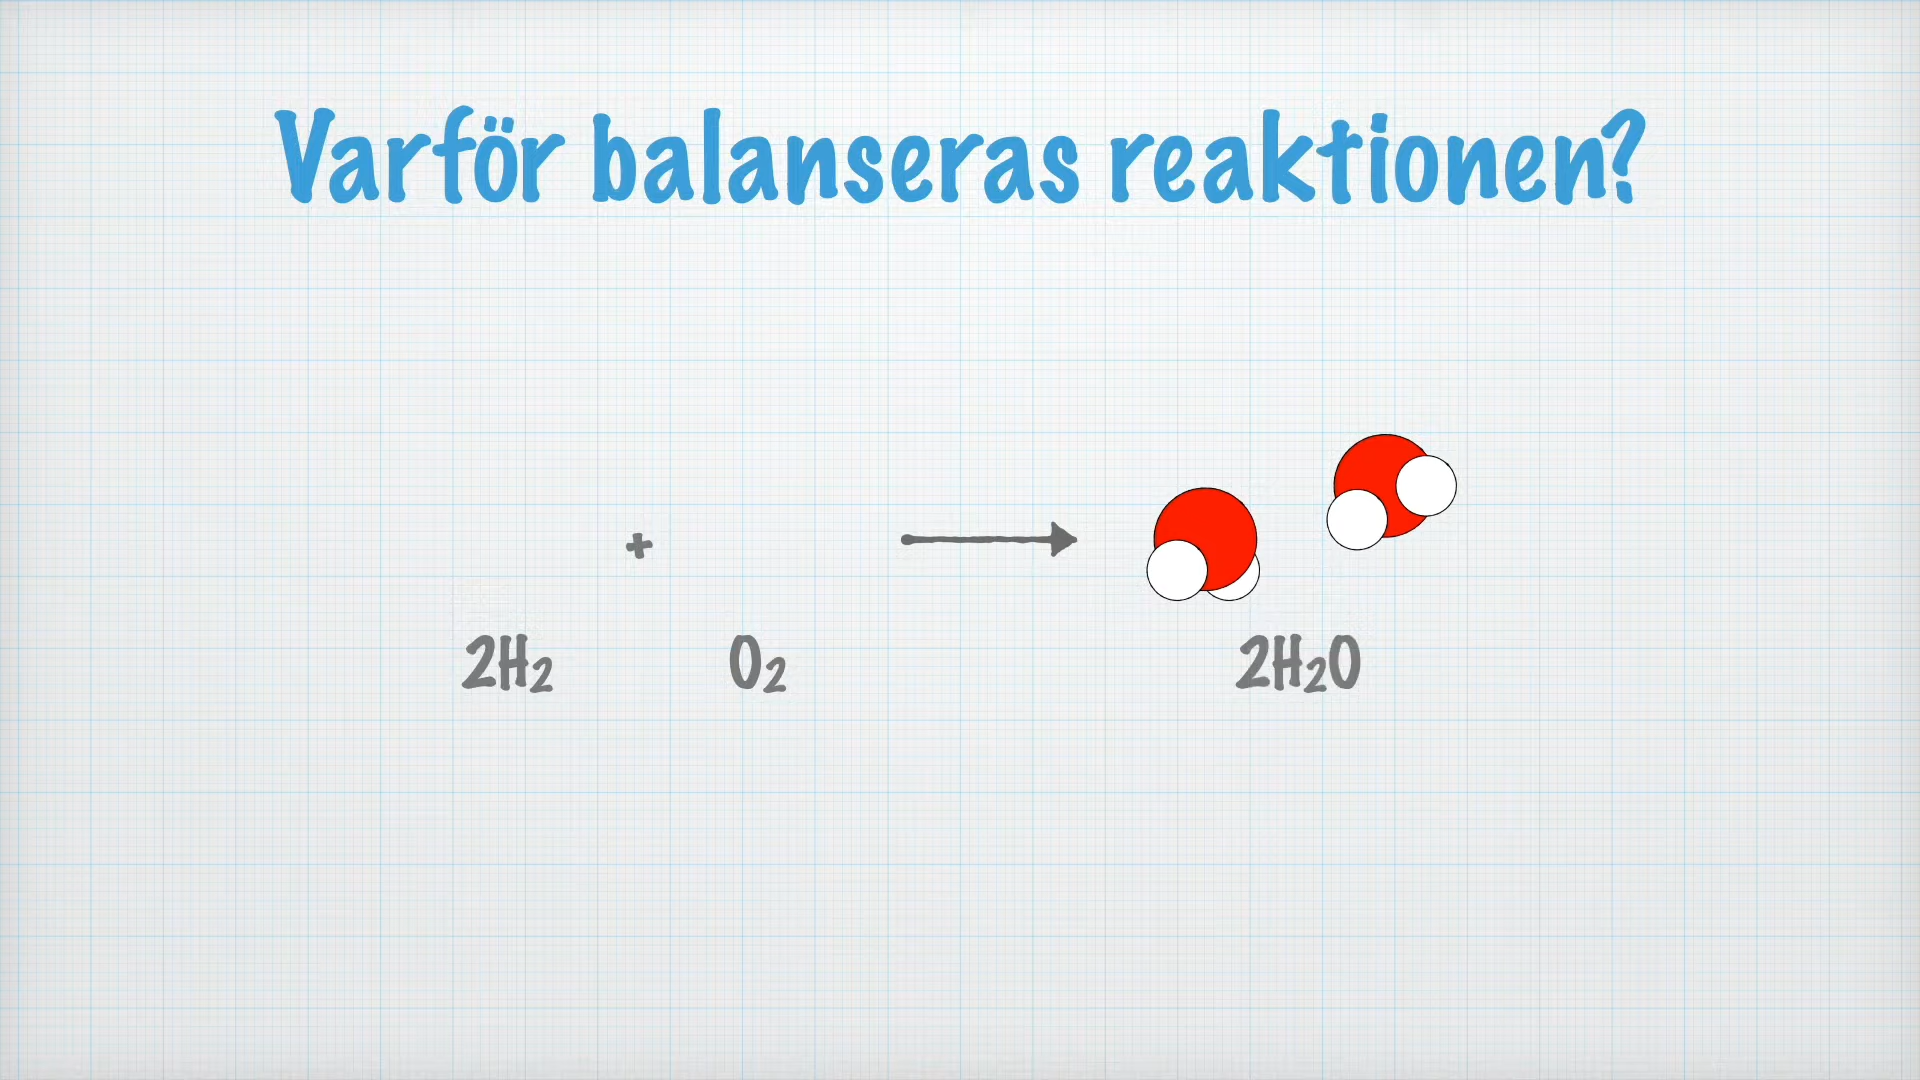 Varför balanseras reaktionen?
+
2H₂ O₂ 2H₂O